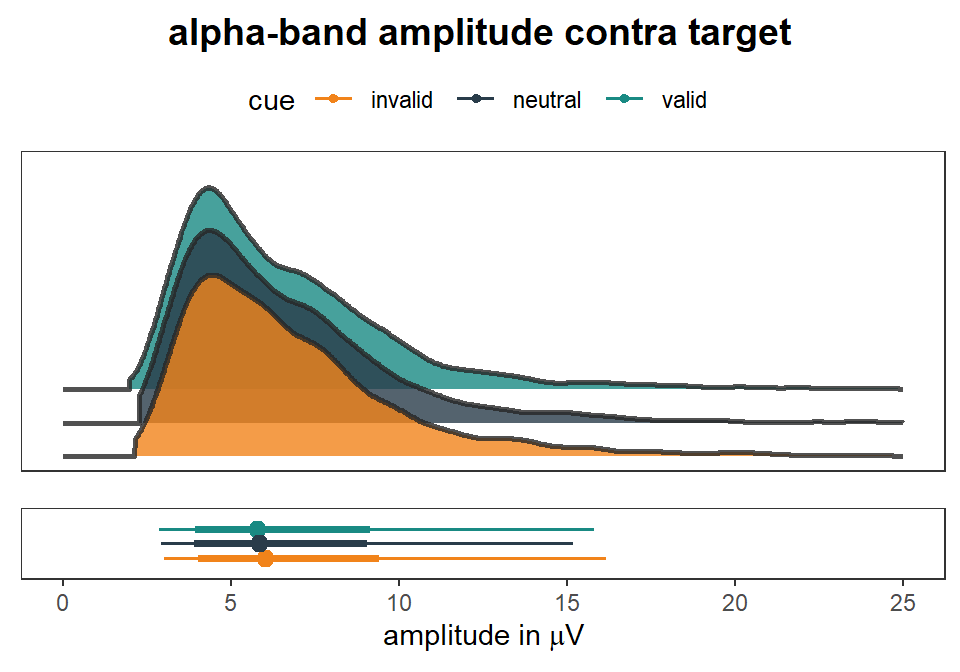 alpha-band amplitude contra target
cue invalid neutral valid
0 5 10 15 20 25
amplitude in μV